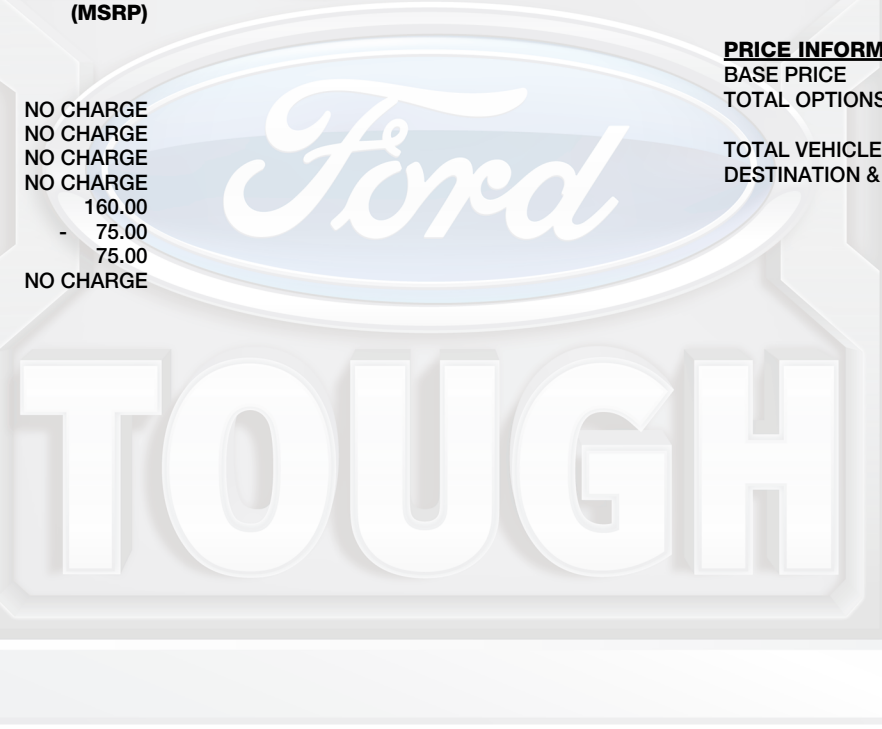 (MSRP)
NO CHARGE
NO CHARGE
NO CHARGE
NO CHARGE
160.00
- 75.00
75.00
NO CHARGE
PRICE INFORM
BASE PRICE
TOTAL OPTIONS
TOTAL VEHICLE
DESTINATION &
Ford
TOUGH